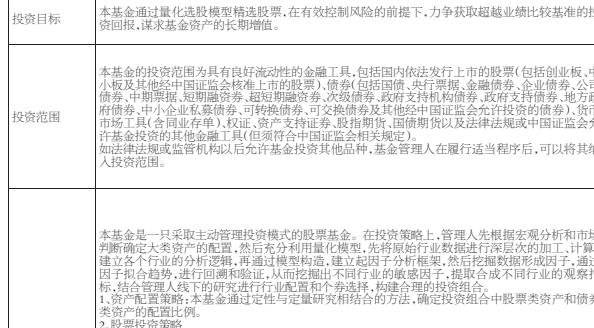 投资目标
本基金通过量化选股模型精选股票,在有效控制风险的前提下,力争获取超越业绩比较基准的
资回报,谋求基金资产的长期增值。
投资范围
本基金的投资范围为具有良好流动性的金融工具,包括国内依法发行上市的股票(包括创业板、
小板及其他经中国证监会核准上市的股票)、债券(包括国债、央行票据、金融债券、企业债券、公司
债券、中期票据、短期融资券、超短期融资券、次级债券、政府支持机构债券、政府支持债券、地方
府债券、中小企业私募债券、可转换债券、可交换债券及其他经中国证监会允许投资的债券)、货
市场工具(含同业存单)、权证、资产支持证券、股指期货、国债期货以及法律法规或中国证监会
许基金投资的其他金融工具(但须符合中国证监会相关规定)。
如法律法规或监管机构以后允许基金投资其他品种,基金管理人在履行适当程序后,可以将其
入投资范围。
本基金是一只采取主动管理投资模式的股票基金。在投资策略上,管理人先根据宏观分析和市
判断确定大类资产的配置,然后充分利用量化模型,先将原始行业数据进行深层次的加工、计算
建立各个行业的分析逻辑,再通过模型构造,建立起因子分析框架,然后挖掘形成因子,通
因子拟合趋势,进行回溯和验证,从而挖掘出不同行业的敏感因子,提取合成不同行业的观察
标,结合管理人线下的研究进行行业配置和个券选择,构建合理的投资组合。
1、资产配置策略:本基金通过定性与定量研究相结合的方法,确定投资组合中股票类资产和债
类资产的配置比例。
2、股票投资策略